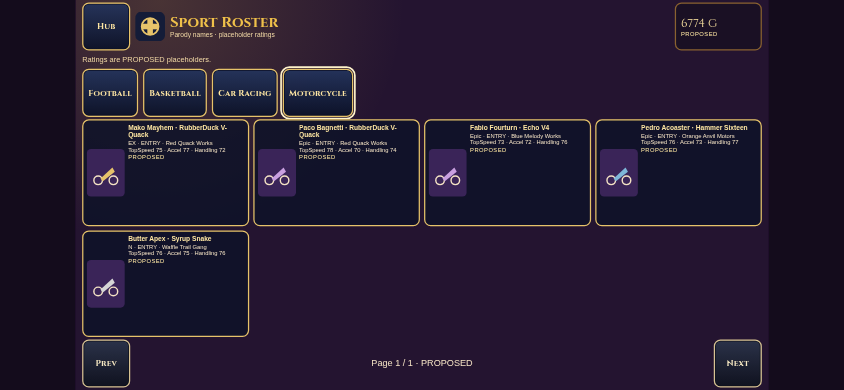 Hub
Sport Roster
Parody names · placeholder ratings
6774 G
PROPOSED
Ratings are PROPOSED placeholders.
Football
Basketball
Car Racing
Motorcycle
Mako Mayhem · RubberDuck V-
Quack
EX · ENTRY · Red Quack Works
TopSpeed 75 · Accel 77 · Handling 72
PROPOSED
Paco Bagnetti · RubberDuck V-
Quack
Epic · ENTRY · Red Quack Works
TopSpeed 78 · Accel 70 · Handling 74
PROPOSED
Fabio Fourturn · Echo V4
Epic · ENTRY · Blue Melody Works
TopSpeed 73 · Accel 72 · Handling 76
PROPOSED
Pedro Acoaster · Hammer Sixteen
Epic · ENTRY · Orange Anvil Motors
TopSpeed 76 · Accel 73 · Handling 77
PROPOSED
Butter Apex · Syrup Snake
N · ENTRY · Waffle Trail Gang
TopSpeed 76 · Accel 75 · Handling 76
PROPOSED
Prev
Page 1 / 1 · PROPOSED
Next